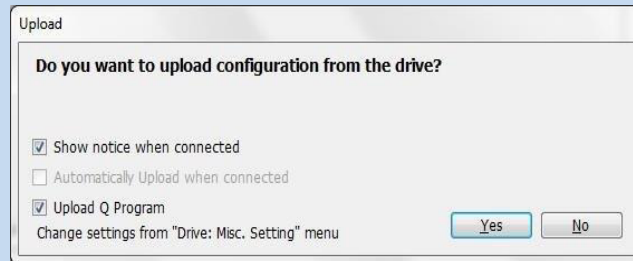 Upload
Do you want to upload configuration from the drive?
Show notice when connected
Automatically Upload when connected
Upload Q Program
Change settings from "Drive: Misc. Setting" menu
Yes
No